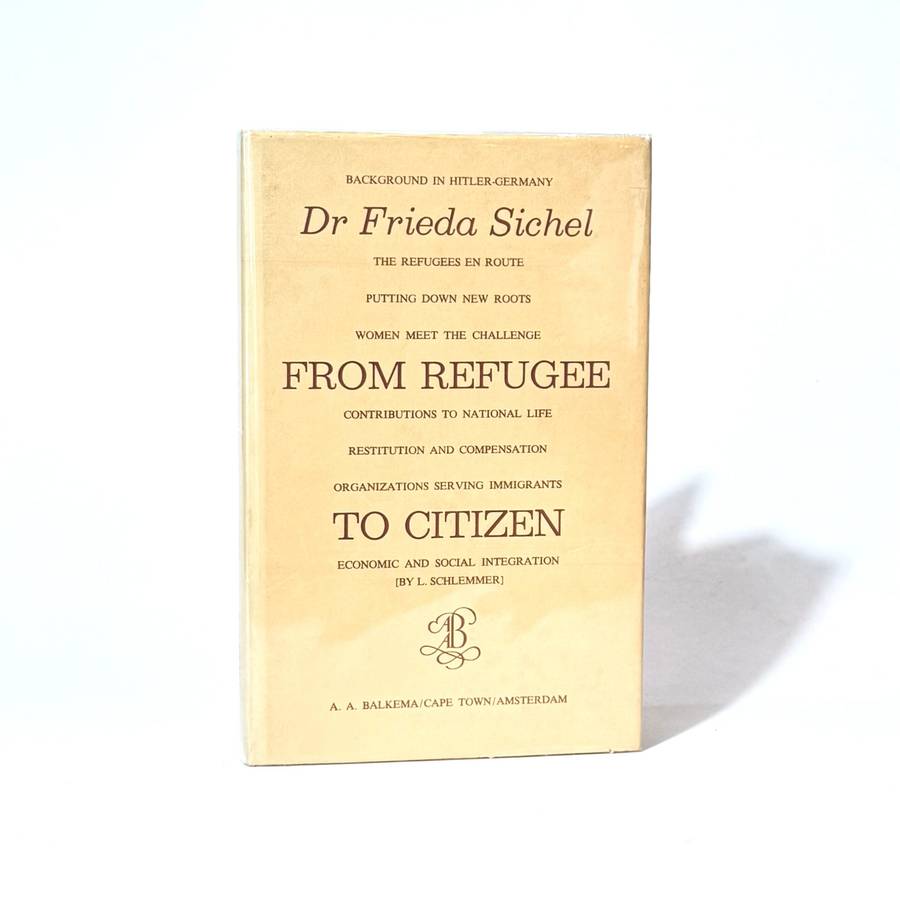 BACKGROUND IN HITLER-GERMANY
Dr Frieda Sichel
THE REFUGEES EN ROUTE
PUTTING DOWN NEW ROOTS
WOMEN MEET THE CHALLENGE
FROM REFUGEE
CONTRIBUTIONS TO NATIONAL LIFE
RESTITUTION AND COMPENSATION
ORGANIZATIONS SERVING IMMIGRANTS
TO CITIZEN
ECONOMIC AND SOCIAL INTEGRATION
[BY L. SCHLEMMER]
AAB
A. A. BALKEMA/CAPE TOWN/AMSTERDAM